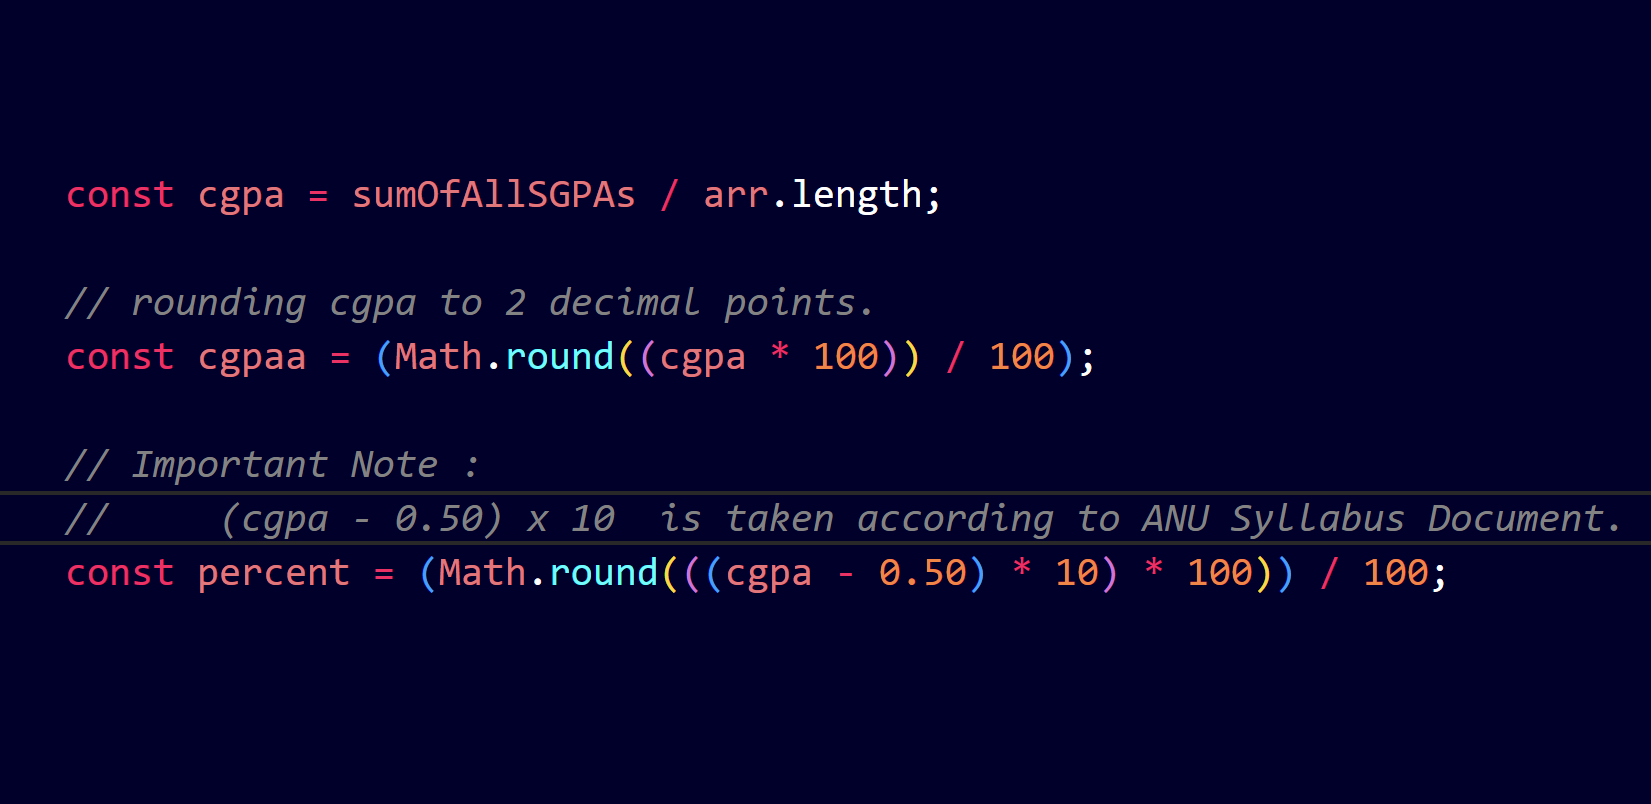 const cgpa = sumOfAllSGPAs / arr.length;
// rounding cgpa to 2 decimal points.
const cgpaa = (Math.round((cgpa * 100)) / 100);
// Important Note :
//     (cgpa - 0.50) x 10  is taken according to ANU Syllabus Document.
const percent = (Math.round(((cgpa - 0.50) * 10) * 100)) / 100;